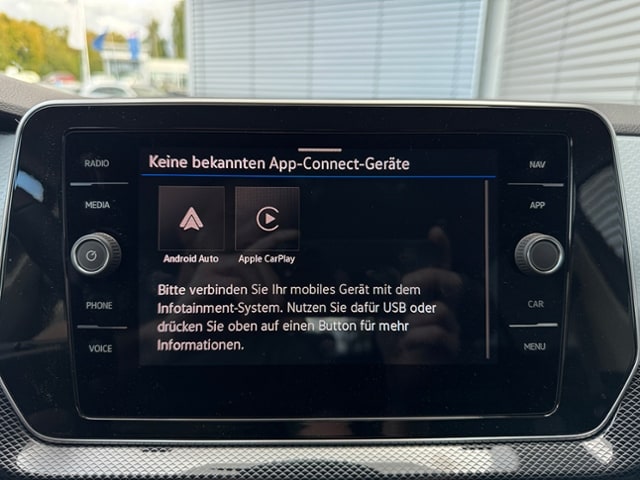 RADIO
MEDIA
PHONE
VOICE
Keine bekannten App-Connect-Geräte
Android Auto
Apple CarPlay
Bitte verbinden Sie Ihr mobiles Gerät mit dem
Infotainment-System. Nutzen Sie dafür USB oder
drücken Sie oben auf einen Button für mehr
Informationen.
NAV
APP
CAR
MENU